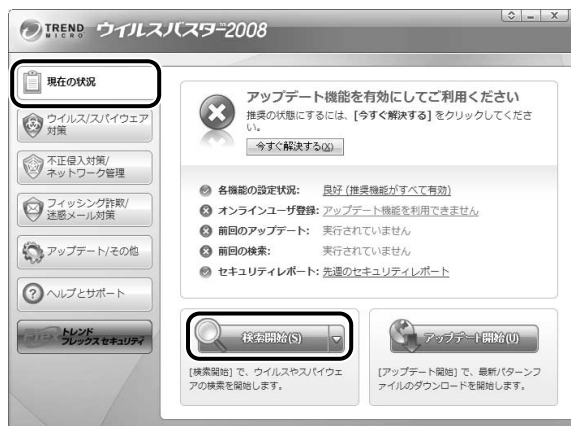 TREND MICRO ウイルスバスター2008
現在の状況
ウイルス/スパイウェア
対策
不正侵入対策/
ネットワーク管理
フィッシング詐欺/
迷惑メール対策
アップデート/その他
ヘルプとサポート
Flex トレンド
フレックス セキュリティ
アップデート機能を有効にしてご利用ください
推奨の状態にするには、[今すぐ解決する] をクリックしてくださ
い。
今すぐ解決する(X)
各機能の設定状況: 良好 (推奨機能がすべて有効)
オンラインユーザ登録: アップデート機能を利用できません
前回のアップデート: 実行されていません
前回の検索: 実行されていません
セキュリティレポート: 先週のセキュリティレポート
検索開始(S)
[検索開始] で、ウイルスやスパイウェ
アの検索を開始します。
アップデート開始(U)
[アップデート開始] で、最新パターンフ
ァイルのダウンロードを開始します。